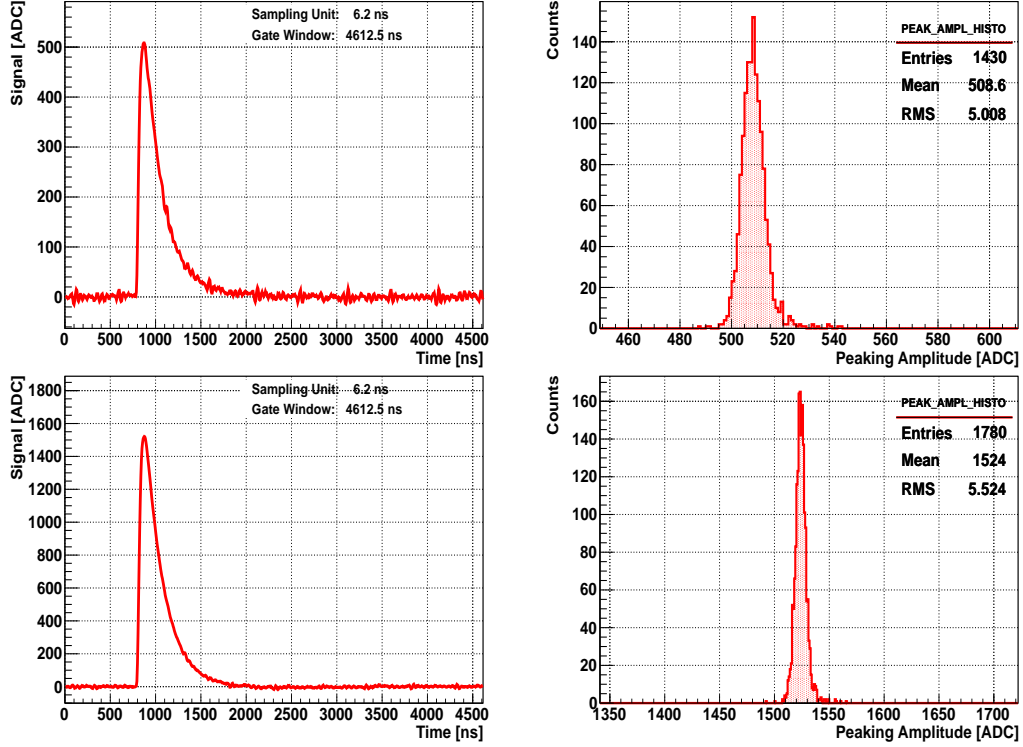 Signal [ADC]
Sampling Unit: 6.2 ns
Gate Window: 4612.5 ns
500
400
300
200
100
0
0 500 1000 1500 2000 2500 3000 3500 4000 4500
Time [ns]
Counts
PEAK_AMPL_HISTO
Entries 1430
Mean 508.6
RMS 5.008
160
140
120
100
80
60
40
20
0
460 480 500 520 540 560 580 600
Peaking Amplitude [ADC]
Signal [ADC]
Sampling Unit: 6.2 ns
Gate Window: 4612.5 ns
1800
1600
1400
1200
1000
800
600
400
200
0
0 500 1000 1500 2000 2500 3000 3500 4000 4500
Time [ns]
Counts
PEAK_AMPL_HISTO
Entries 1780
Mean 1524
RMS 5.524
160
140
120
100
80
60
40
20
0
1350 1400 1450 1500 1550 1600 1650 1700
Peaking Amplitude [ADC]